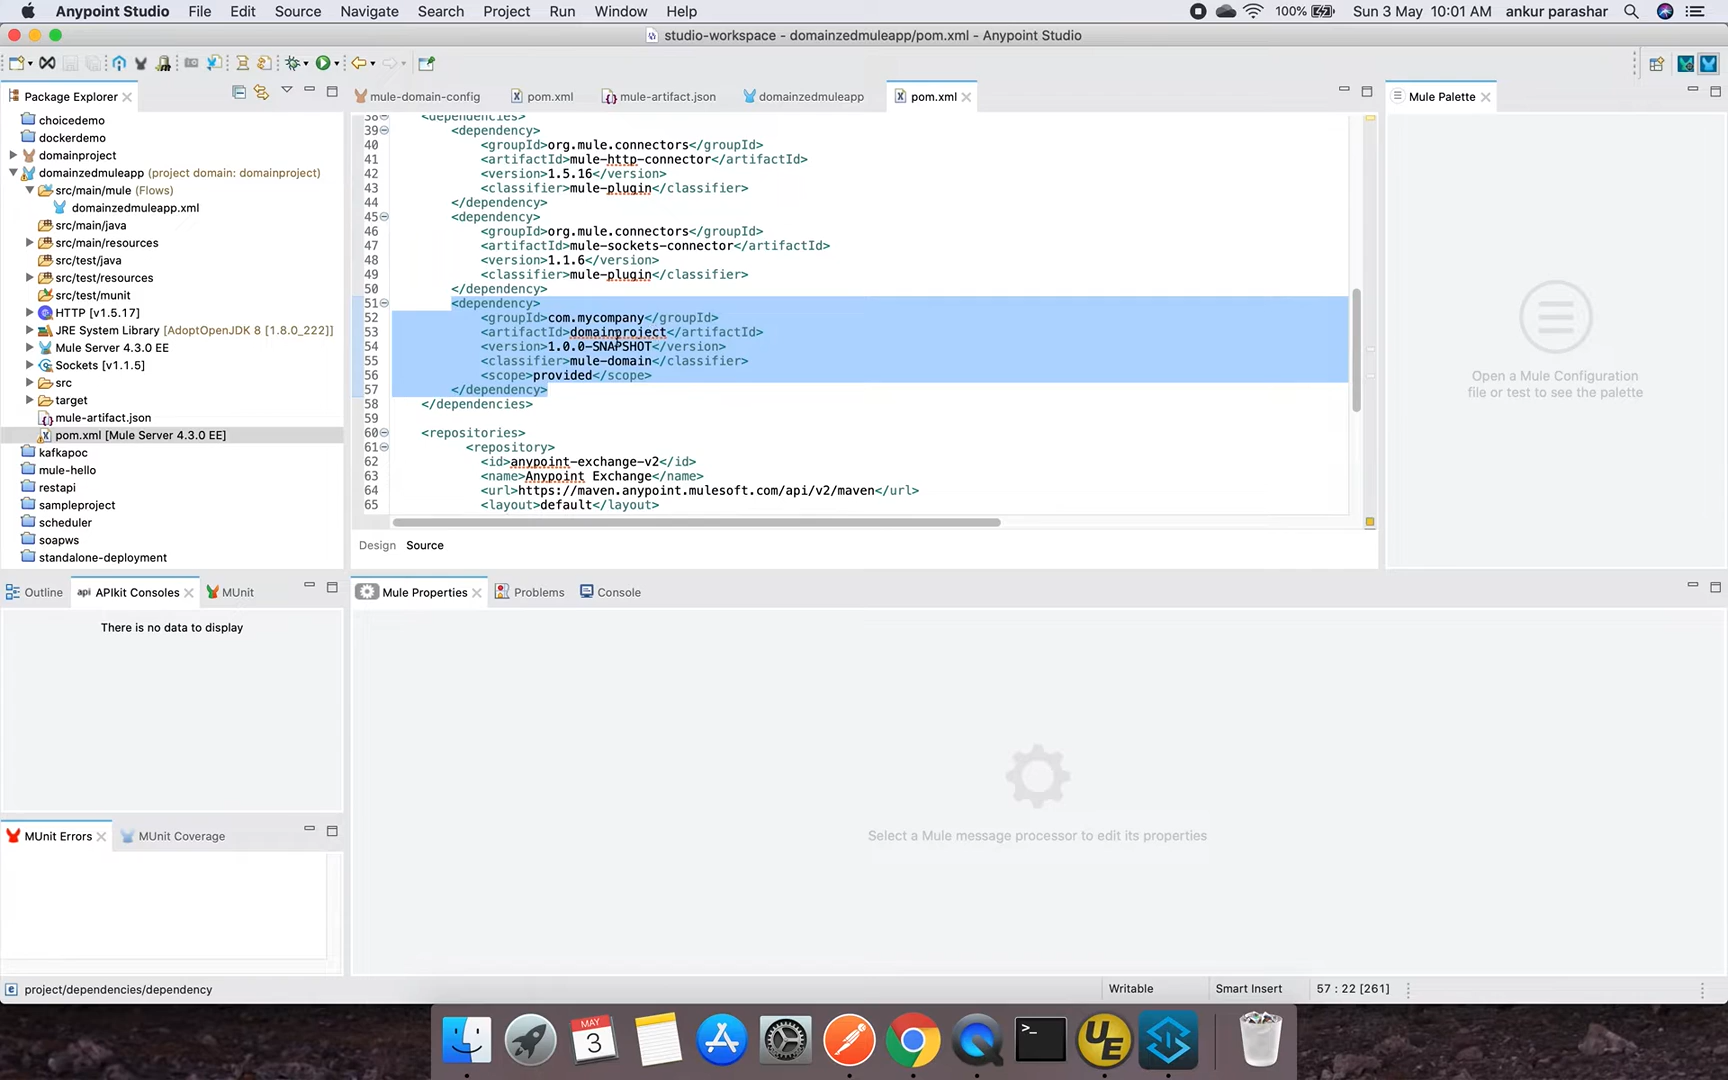 Anypoint Studio File Edit Source Navigate Search Project Run Window Help 100% Sun 3 May 10:01 AM ankur parashar
studio-workspace - domainzedmuleapp/pom.xml - Anypoint Studio
Package Explorer
choicedemo
dockerdemo
domainproject
domainzedmuleapp (project domain: domainproject)
src/main/mule (Flows)
domainzedmuleapp.xml
src/main/java
src/main/resources
src/test/java
src/test/resources
src/test/munit
HTTP [v1.5.17]
JRE System Library [AdoptOpenJDK 8 [1.8.0_222]]
Mule Server 4.3.0 EE
Sockets [v1.1.5]
src
target
mule-artifact.json
pom.xml [Mule Server 4.3.0 EE]
kafkapoc
mule-hello
restapi
sampleproject
scheduler
soapws
standalone-deployment
mule-domain-config pom.xml mule-artifact.json domainzedmuleapp pom.xml
38 <dependencies>
39 <dependency>
40 <groupId>org.mule.connectors</groupId>
41 <artifactId>mule-http-connector</artifactId>
42 <version>1.5.16</version>
43 <classifier>mule-plugin</classifier>
44 </dependency>
45 <dependency>
46 <groupId>org.mule.connectors</groupId>
47 <artifactId>mule-sockets-connector</artifactId>
48 <version>1.1.6</version>
49 <classifier>mule-plugin</classifier>
50 </dependency>
51 <dependency>
52 <groupId>com.mycompany</groupId>
53 <artifactId>domainproject</artifactId>
54 <version>1.0.0-SNAPSHOT</version>
55 <classifier>mule-domain</classifier>
56 <scope>provided</scope>
57 </dependency>
58 </dependencies>
59
60 <repositories>
61 <repository>
62 <id>anypoint-exchange-v2</id>
63 <name>Anypoint Exchange</name>
64 <url>https://maven.anypoint.mulesoft.com/api/v2/maven</url>
65 <layout>default</layout>
Design Source
Mule Palette
Open a Mule Configuration
file or test to see the palette
Outline api APIkit Consoles MUnit
There is no data to display
MUnit Errors MUnit Coverage
Mule Properties Problems Console
Select a Mule message processor to edit its properties
project/dependencies/dependency Writable Smart Insert 57 : 22 [261]
MAY
3
>_
UE